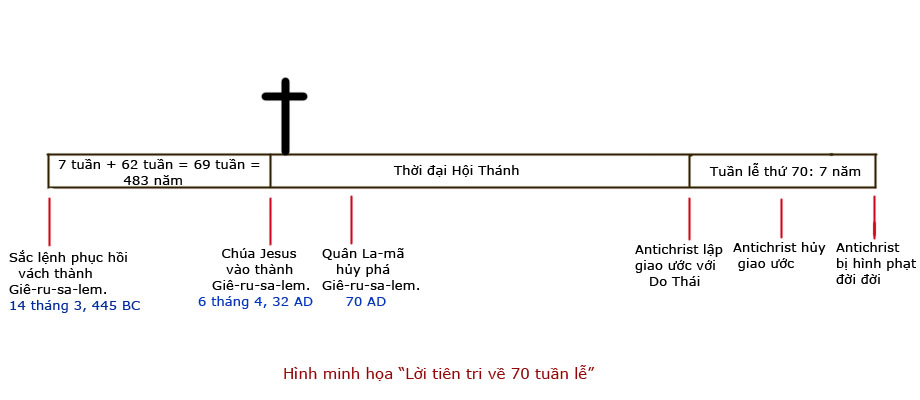 7 tuần + 62 tuần = 69 tuần =
483 năm
Thời đại Hội Thánh
Tuần lễ thứ 70: 7 năm
Sắc lệnh phục hồi
vách thành
Giê-ru-sa-lem.
14 tháng 3, 445 BC
Chúa Jesus
vào thành
Giê-ru-sa-lem.
6 tháng 4, 32 AD
Quân La-mã
hủy phá
Giê-ru-sa-lem.
70 AD
Antichrist lập
giao ước với
Do Thái
Antichrist hủy
giao ước
Antichrist
bị hình phạt
đời đời
Hình minh họa “Lời tiên tri về 70 tuần lễ”